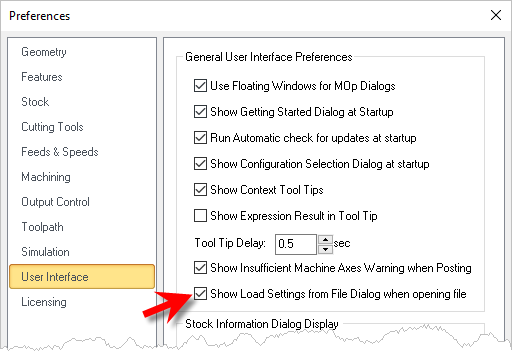 Preferences
Geometry
Features
Stock
Cutting Tools
Feeds & Speeds
Machining
Output Control
Toolpath
Simulation
User Interface
Licensing
General User Interface Preferences
Use Floating Windows for MOp Dialogs
Show Getting Started Dialog at Startup
Run Automatic check for updates at startup
Show Configuration Selection Dialog at startup
Show Context Tool Tips
Show Expression Result in Tool Tip
Tool Tip Delay: 0.5 sec
Show Insufficient Machine Axes Warning when Posting
Show Load Settings from File Dialog when opening file
Stock Information Dialog Display